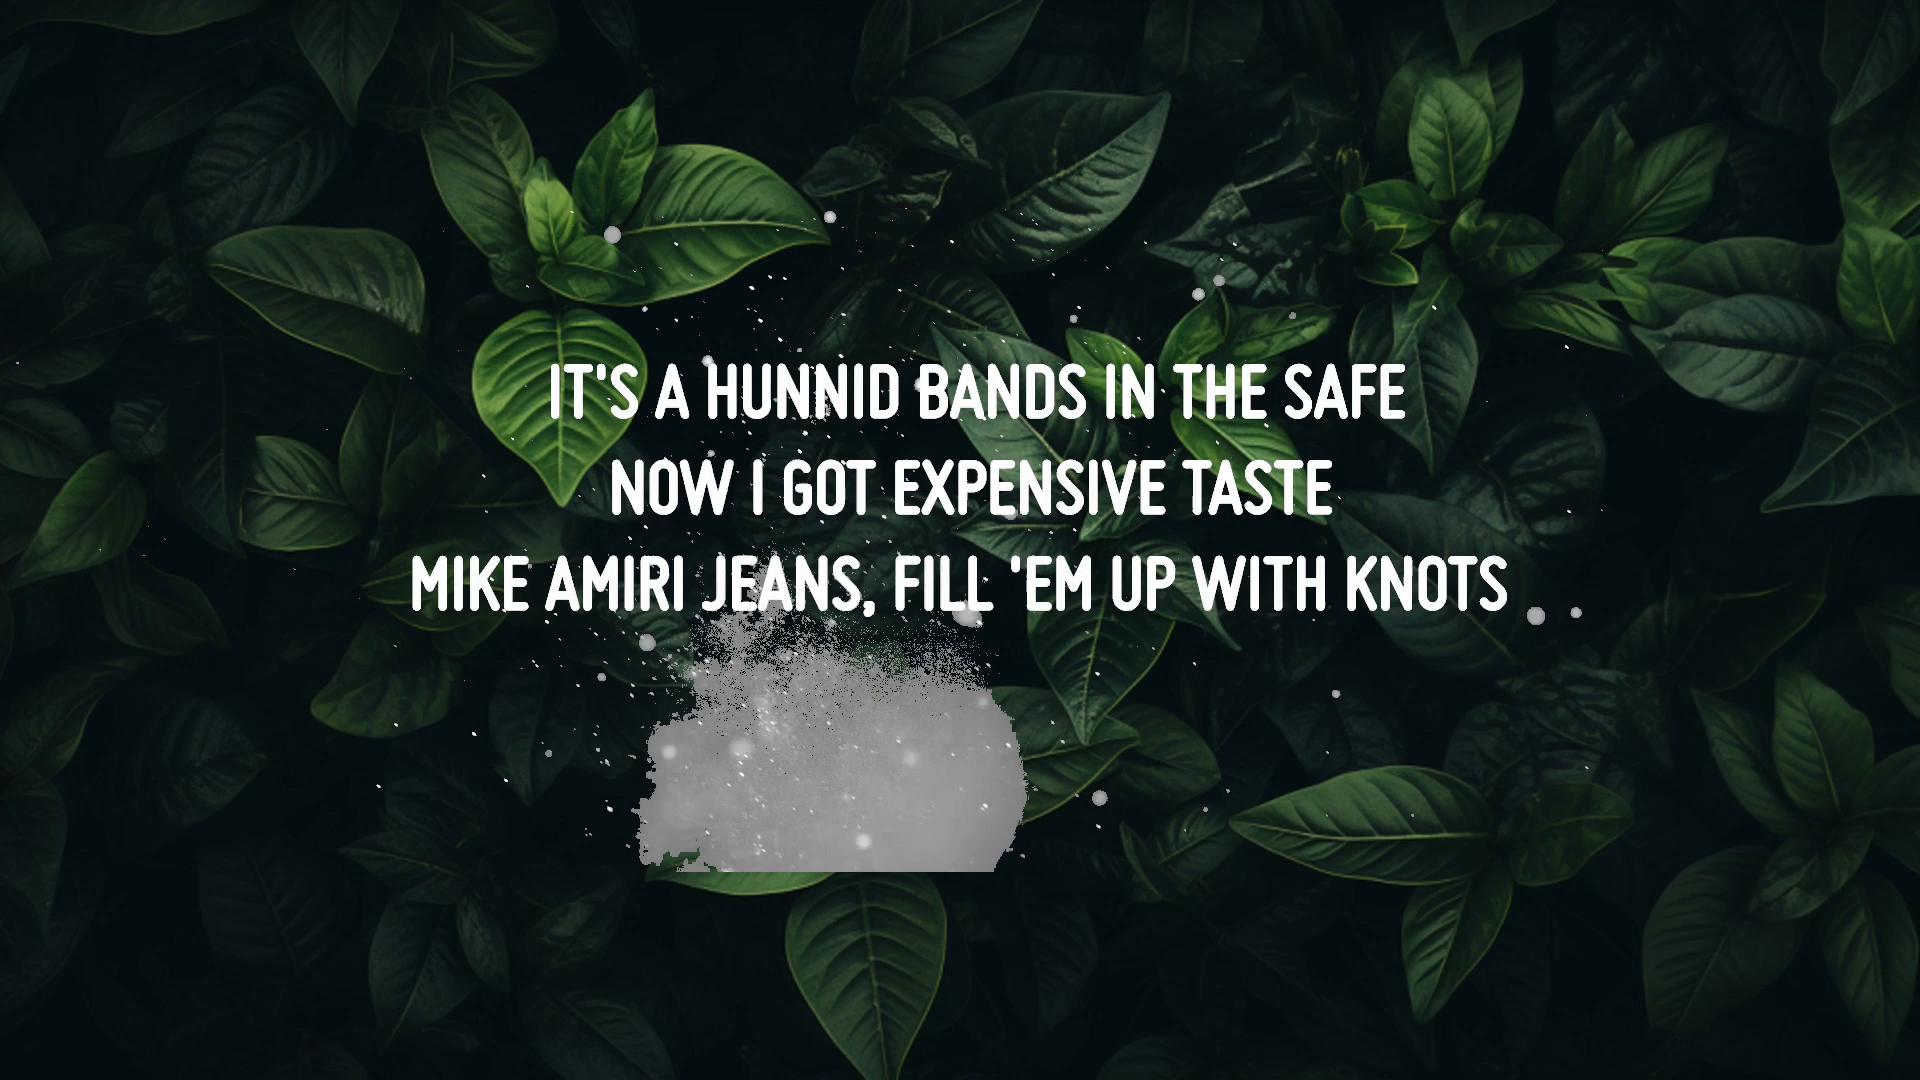 IT'S A HUNNID BANDS IN THE SAFE
NOW I GOT EXPENSIVE TASTE
MIKE AMIRI JEANS, FILL 'EM UP WITH KNOTS